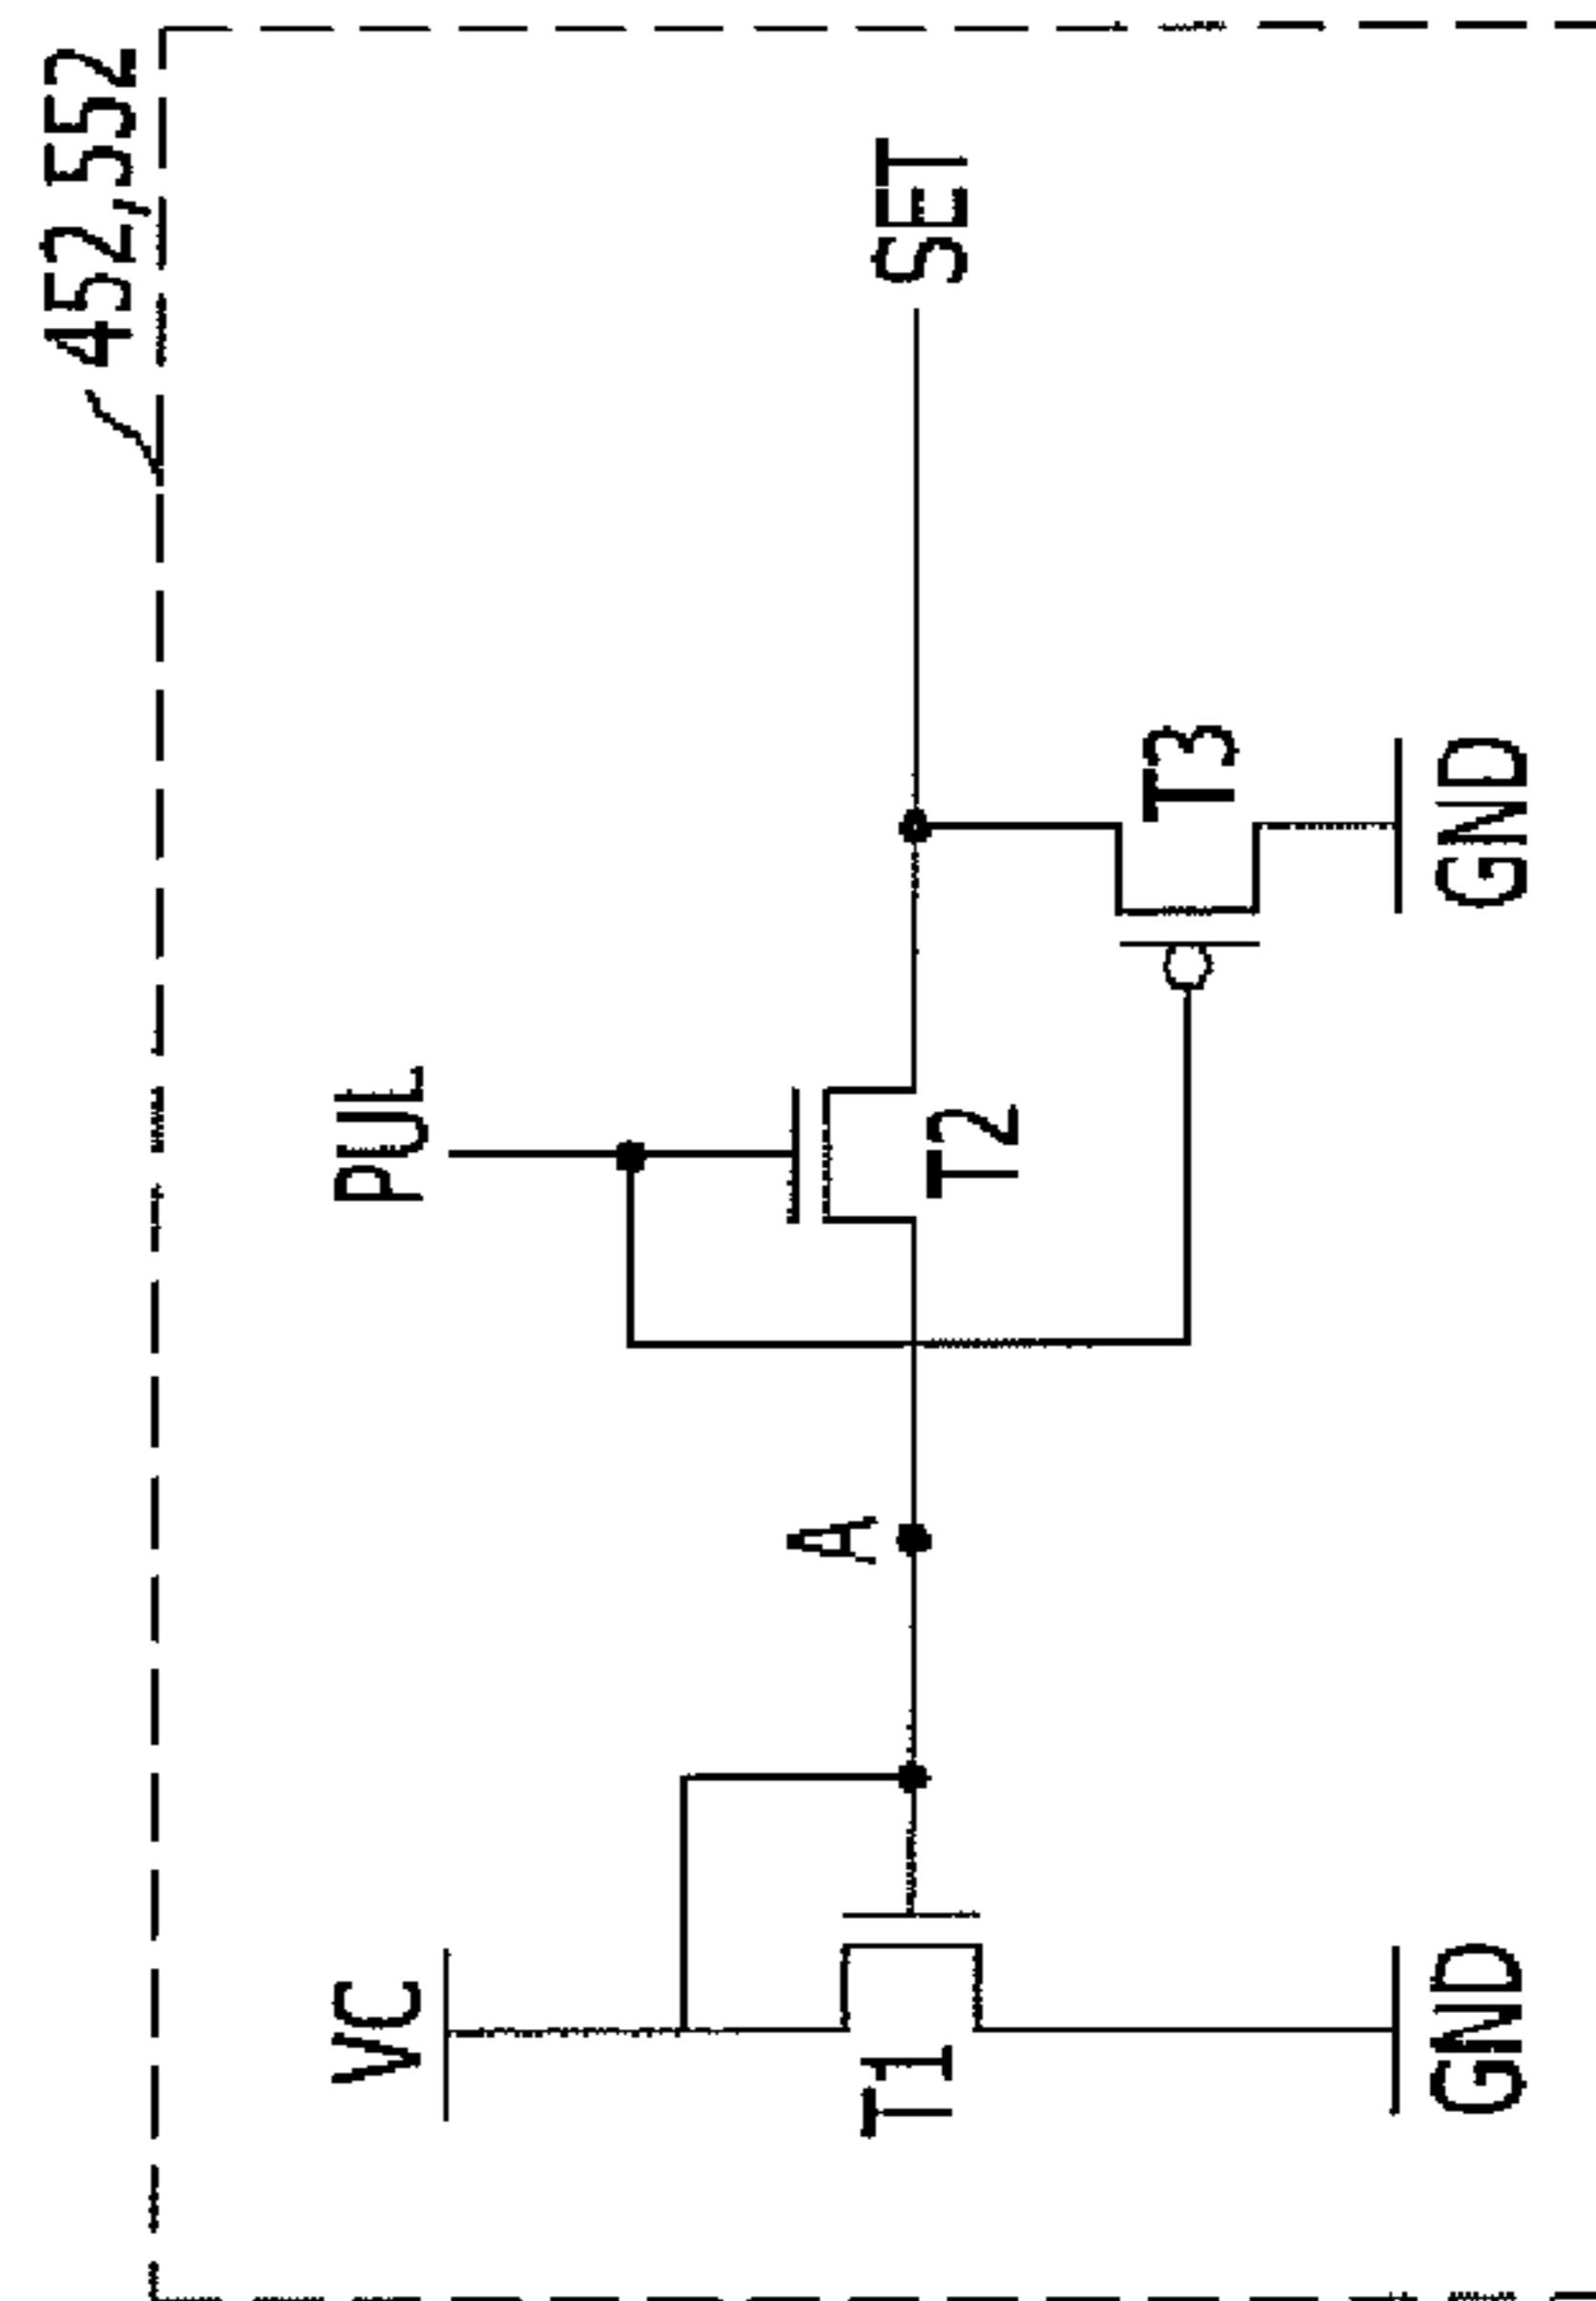 452,552
VC
PUL
A
T1
T2
SET
T3
GND
GND